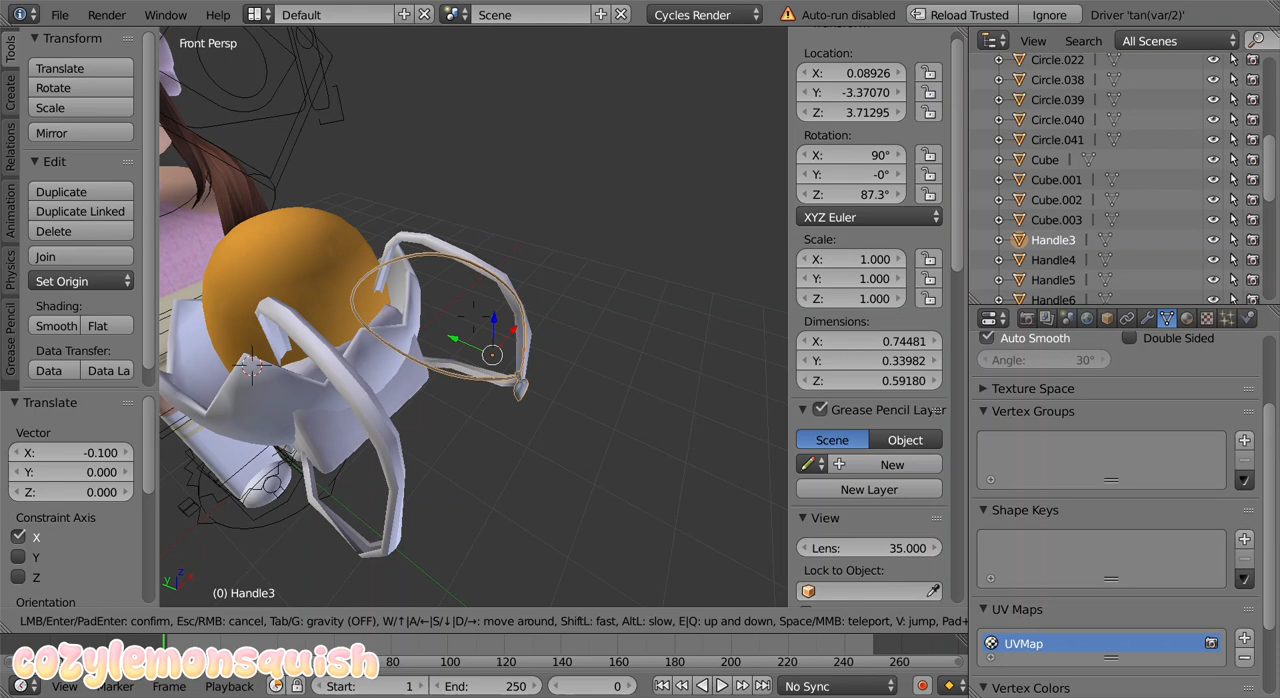 File Render Window Help Default Scene Cycles Render Auto-run disabled Reload Trusted Ignore Driver 'tan(var/2)'
Front Persp
Tools
Create
Relations
Animation
Physics
Grease Pencil
Transform
Translate
Rotate
Scale
Mirror
Edit
Duplicate
Duplicate Linked
Delete
Join
Set Origin
Shading:
Smooth Flat
Data Transfer:
Data Data La
Translate
Vector
X: -0.100
Y: 0.000
Z: 0.000
Constraint Axis
X
Y
Z
Orientation
(0) Handle3
Location:
X: 0.08926
Y: -3.37070
Z: 3.71295
Rotation:
X: 90°
Y: -0°
Z: 87.3°
XYZ Euler
Scale:
X: 1.000
Y: 1.000
Z: 1.000
Dimensions:
X: 0.74481
Y: 0.33982
Z: 0.59180
Grease Pencil Layer
Scene Object
New
New Layer
View
Lens: 35.000
Lock to Object:
View Search All Scenes
Circle.022
Circle.038
Circle.039
Circle.040
Circle.041
Cube
Cube.001
Cube.002
Cube.003
Handle3
Handle4
Handle5
Handle6
Auto Smooth Double Sided
Angle: 30°
Texture Space
Vertex Groups
Shape Keys
UV Maps
UVMap
Vertex Colors
LMB/Enter/PadEnter: confirm, Esc/RMB: cancel, Tab/G: gravity (OFF), W/↑|A/←|S/↓|D/→: move around, ShiftL: fast, AltL: slow, E|Q: up and down, Space/MMB: teleport, V: jump, Pad+
cozylemonsquish
80 100 120 140 160 180 200 220 240 260
View Marker Frame Playback Start: 1 End: 250 0 No Sync